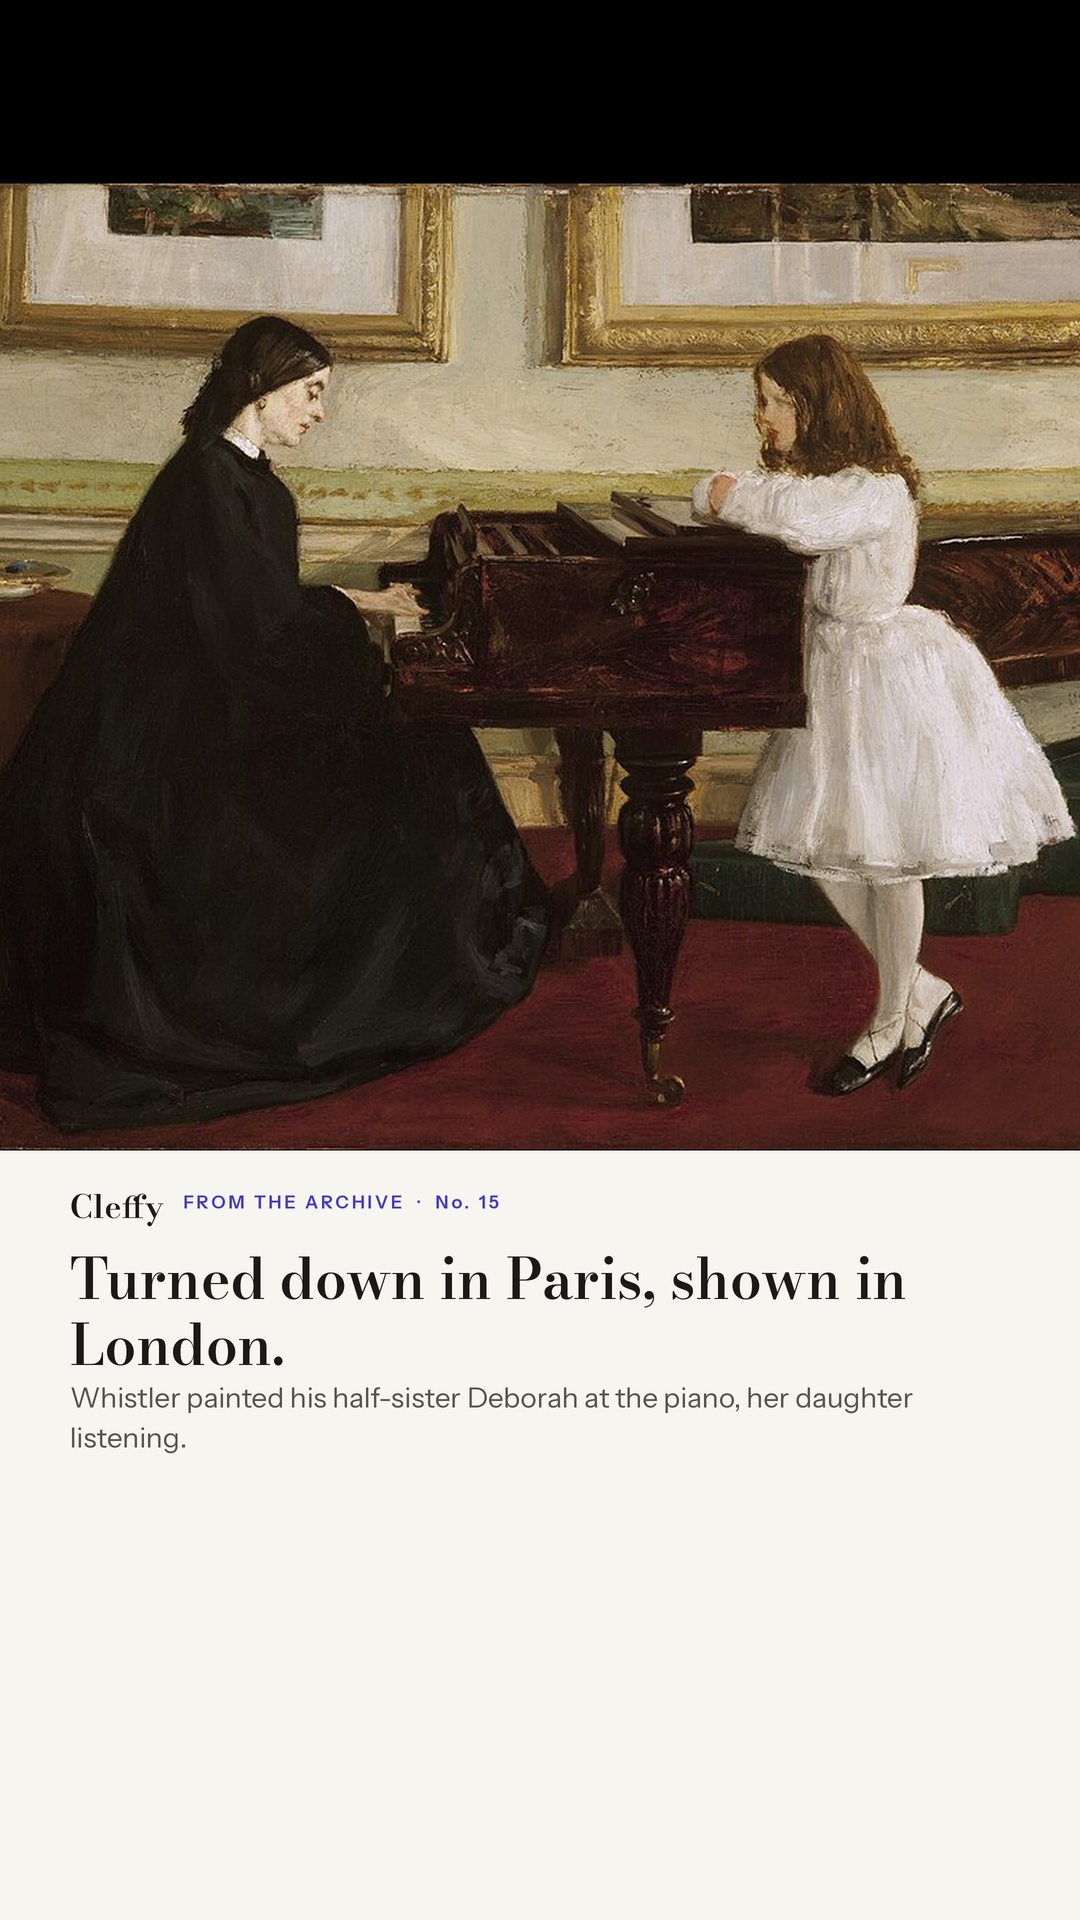 Cleffy FROM THE ARCHIVE · No. 15
Turned down in Paris, shown in
London.
Whistler painted his half-sister Deborah at the piano, her daughter
listening.